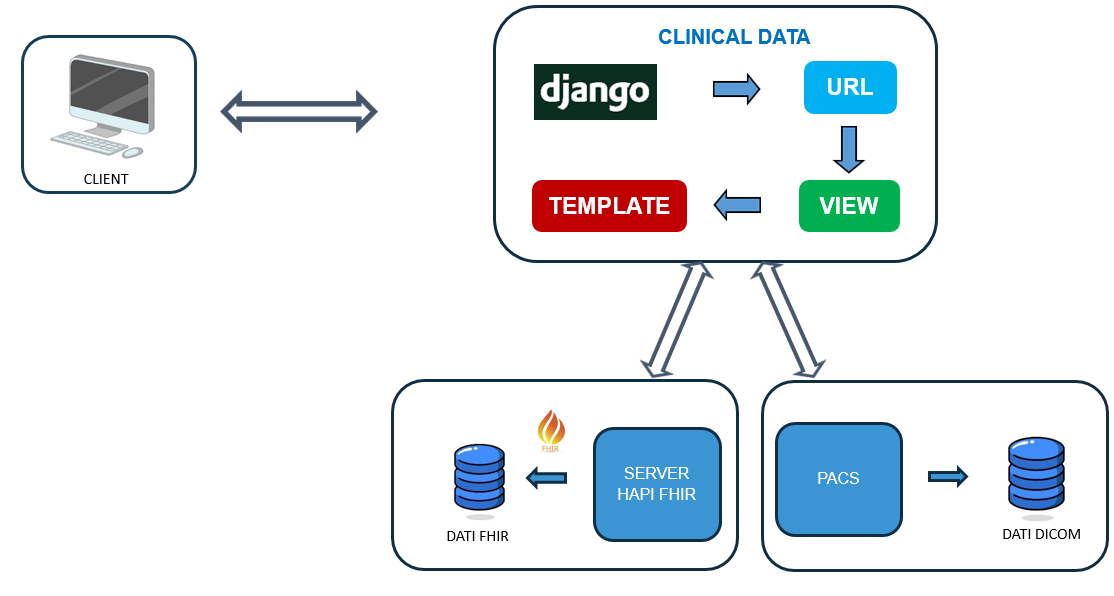 CLINICAL DATA
django
URL
CLIENT
TEMPLATE
VIEW
FHIR
SERVER
HAPI FHIR
PACS
DATI FHIR
DATI DICOM